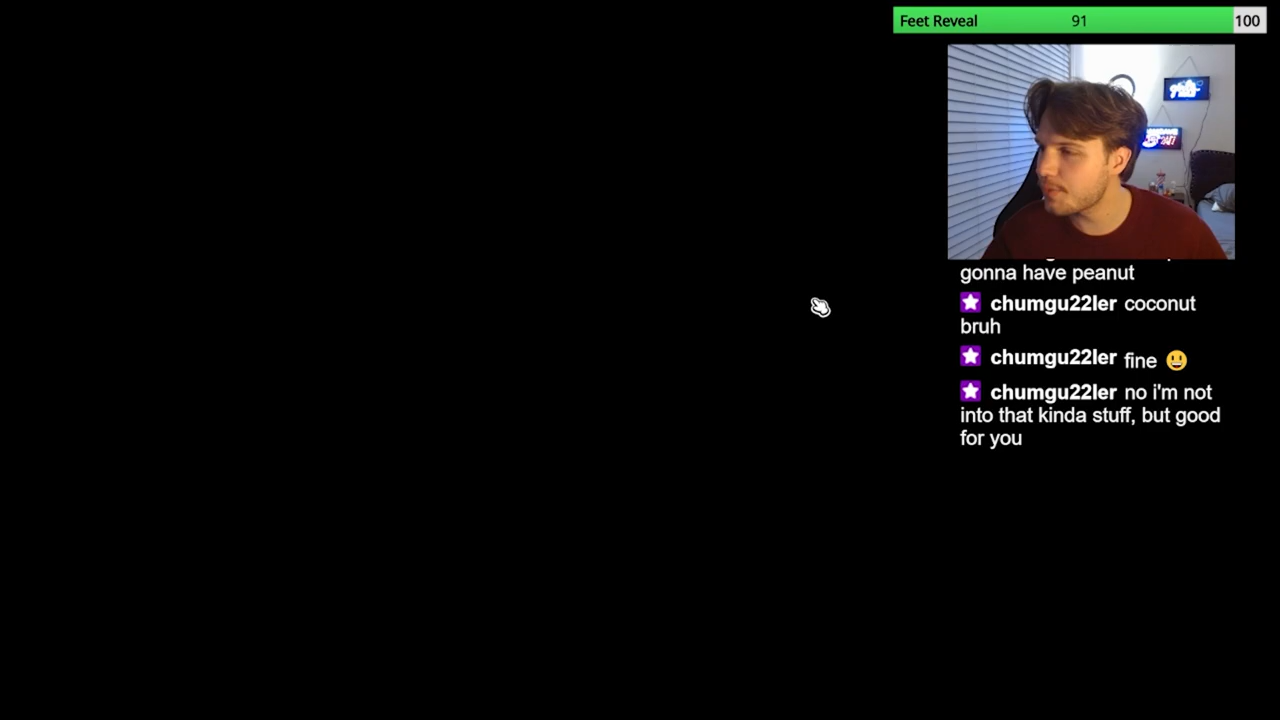 Feet Reveal 91 100
gonna have peanut
chumgu22ler coconut
bruh
chumgu22ler fine 😃
chumgu22ler no i'm not
into that kinda stuff, but good
for you